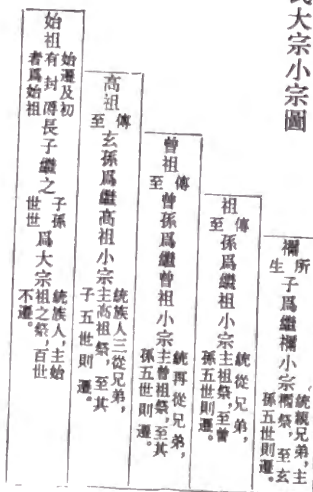 大宗小宗圖
禰所生子爲繼禰小宗統親兄弟,主禰祭,至玄孫五世則遷。
祖傳至孫爲繼祖小宗統從兄弟,主祖祭,至曾孫五世則遷。
曾祖傳至曾孫爲繼曾祖小宗統再從兄弟,主曾祖祭,至其孫五世則遷。
高祖傳至玄孫爲繼高祖小宗統族人三從兄弟,主高祖祭,至其子五世則遷。
始祖始遷及初有封爵者爲始祖長子繼之子孫世世爲大宗統族人,主始祖之祭,百世不遷。